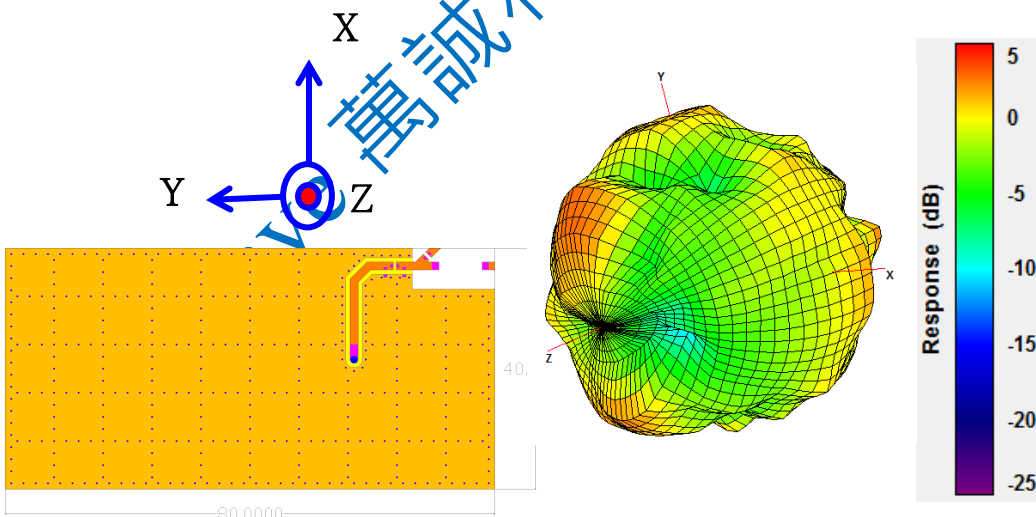 X
Y
Z
萬誠
40.
80.0000
Y
X
Z
Response (dB)
5
0
-5
-10
-15
-20
-25